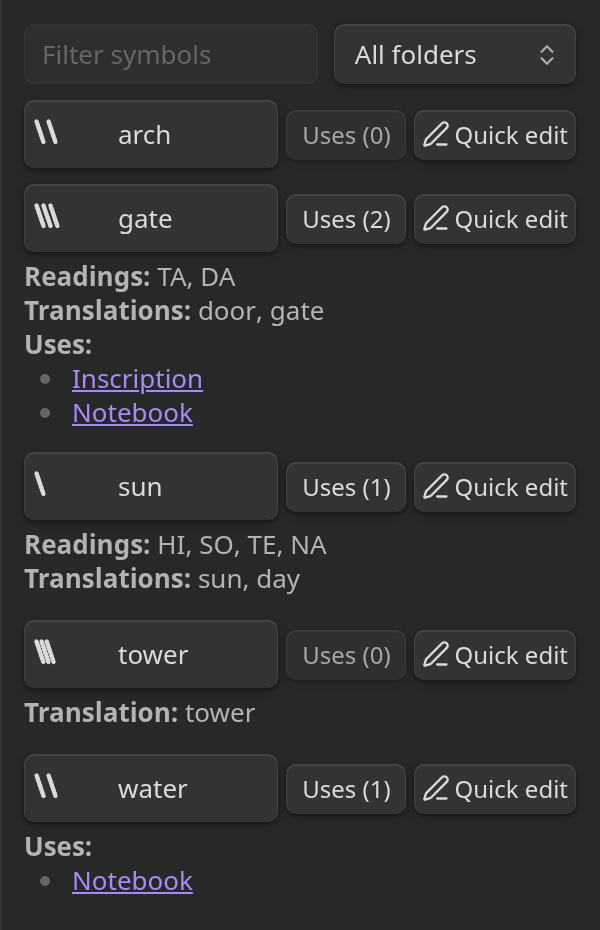 Filter symbols All folders
arch Uses (0) Quick edit
gate Uses (2) Quick edit
Readings: TA, DA
Translations: door, gate
Uses:
Inscription
Notebook
sun Uses (1) Quick edit
Readings: HI, SO, TE, NA
Translations: sun, day
tower Uses (0) Quick edit
Translation: tower
water Uses (1) Quick edit
Uses:
Notebook